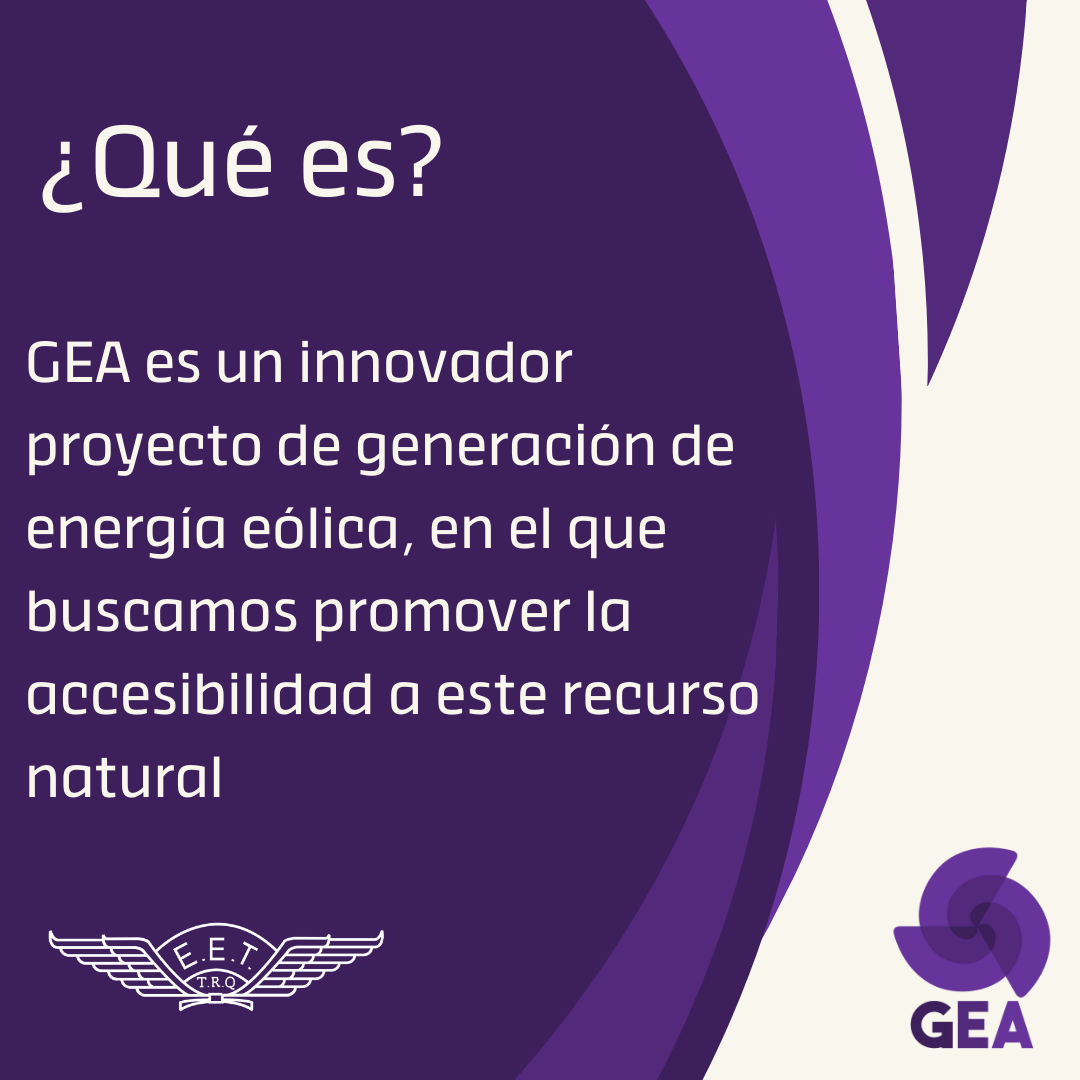 ¿Qué es?
GEA es un innovador
proyecto de generación de
energía eólica, en el que
buscamos promover la
accesibilidad a este recurso
natural
E.E.T.
T.R.Q
GEA